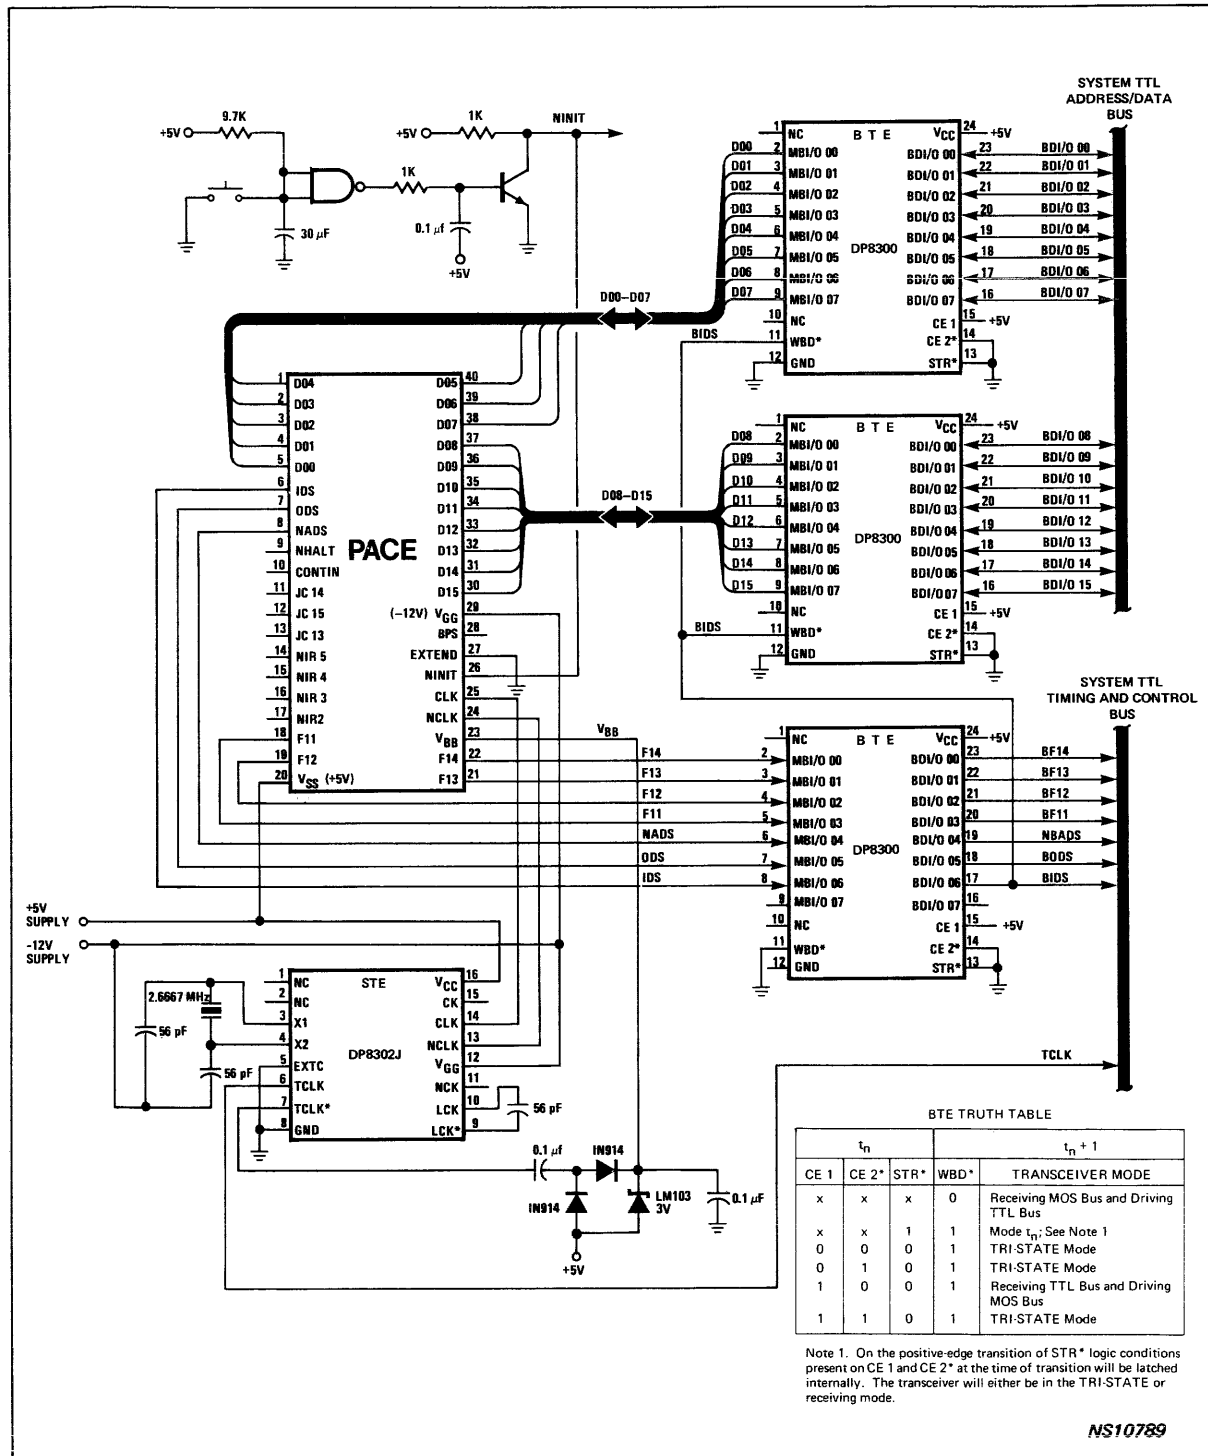 SYSTEM TTL
ADDRESS/DATA
BUS
9.7K
+5V
1K
+5V
NINIT
1K
30 μF
0.1 μf
+5V
D00–D07
D00
D01
D02
D03
D04
D05
D06
D07
BIDS
1 NC B T E VCC 24 +5V
2 MBI/O 00 BDI/O 00 23 BDI/O 00
3 MBI/O 01 BDI/O 01 22 BDI/O 01
4 MBI/O 02 BDI/O 02 21 BDI/O 02
5 MBI/O 03 BDI/O 03 20 BDI/O 03
6 MBI/O 04 BDI/O 04 19 BDI/O 04
DP8300
7 MBI/O 05 BDI/O 05 18 BDI/O 05
8 MBI/O 06 BDI/O 06 17 BDI/O 06
9 MBI/O 07 BDI/O 07 16 BDI/O 07
10 NC CE 1 15 +5V
11 WBD* CE 2* 14
12 GND STR* 13
1 D04 D05 40
2 D03 D06 39
3 D02 D07 38
4 D01 D08 37
5 D00 D09 36
6 IDS D10 35
7 ODS D11 34
8 NADS D12 33
PACE
9 NHALT D13 32
10 CONTIN D14 31
11 JC 14 D15 30
12 JC 15 (–12V) VGG 29
13 JC 13 BPS 28
14 NIR 5 EXTEND 27
15 NIR 4 NINIT 26
16 NIR 3 CLK 25
17 NIR2 NCLK 24
18 F11 VBB 23
19 F12 F14 22
20 VSS (+5V) F13 21
D08–D15
D08
D09
D10
D11
D12
D13
D14
D15
BIDS
1 NC B T E VCC 24 +5V
2 MBI/O 00 BDI/O 00 23 BDI/O 08
3 MBI/O 01 BDI/O 01 22 BDI/O 09
4 MBI/O 02 BDI/O 02 21 BDI/O 10
5 MBI/O 03 BDI/O 03 20 BDI/O 11
6 MBI/O 04 BDI/O 04 19 BDI/O 12
DP8300
7 MBI/O 05 BDI/O 05 18 BDI/O 13
8 MBI/O 06 BDI/O 06 17 BDI/O 14
9 MBI/O 07 BDI/O 07 16 BDI/O 15
10 NC CE 1 15 +5V
11 WBD* CE 2* 14
12 GND STR* 13
SYSTEM TTL
TIMING AND CONTROL
BUS
VBB
F14
F13
F12
F11
NADS
ODS
IDS
1 NC B T E VCC 24 +5V
2 MBI/O 00 BDI/O 00 23 BF14
3 MBI/O 01 BDI/O 01 22 BF13
4 MBI/O 02 BDI/O 02 21 BF12
5 MBI/O 03 BDI/O 03 20 BF11
6 MBI/O 04 BDI/O 04 19 NBADS
DP8300
7 MBI/O 05 BDI/O 05 18 BODS
8 MBI/O 06 BDI/O 06 17 BIDS
9 MBI/O 07 BDI/O 07 16
10 NC CE 1 15 +5V
11 WBD* CE 2* 14
12 GND STR* 13
+5V
SUPPLY
-12V
SUPPLY
2.6667 MHz
56 pF
56 pF
1 NC STE VCC 16
2 NC CK 15
3 X1 CLK 14
4 X2 NCLK 13
DP8302J
5 EXTC VGG 12
6 TCLK NCK 11
7 TCLK* LCK 10
8 GND LCK* 9
56 pF
TCLK
0.1 μf
IN914
IN914
LM103
3V
0.1 μF
+5V
BTE TRUTH TABLE
tn tn + 1
CE 1 CE 2* STR* WBD* TRANSCEIVER MODE
x x x 0 Receiving MOS Bus and Driving
TTL Bus
x x 1 1 Mode tn; See Note 1
0 0 0 1 TRI-STATE Mode
0 1 0 1 TRI-STATE Mode
1 0 0 1 Receiving TTL Bus and Driving
MOS Bus
1 1 0 1 TRI-STATE Mode
Note 1. On the positive-edge transition of STR* logic conditions
present on CE 1 and CE 2* at the time of transition will be latched
internally. The transceiver will either be in the TRI-STATE or
receiving mode.
NS10789